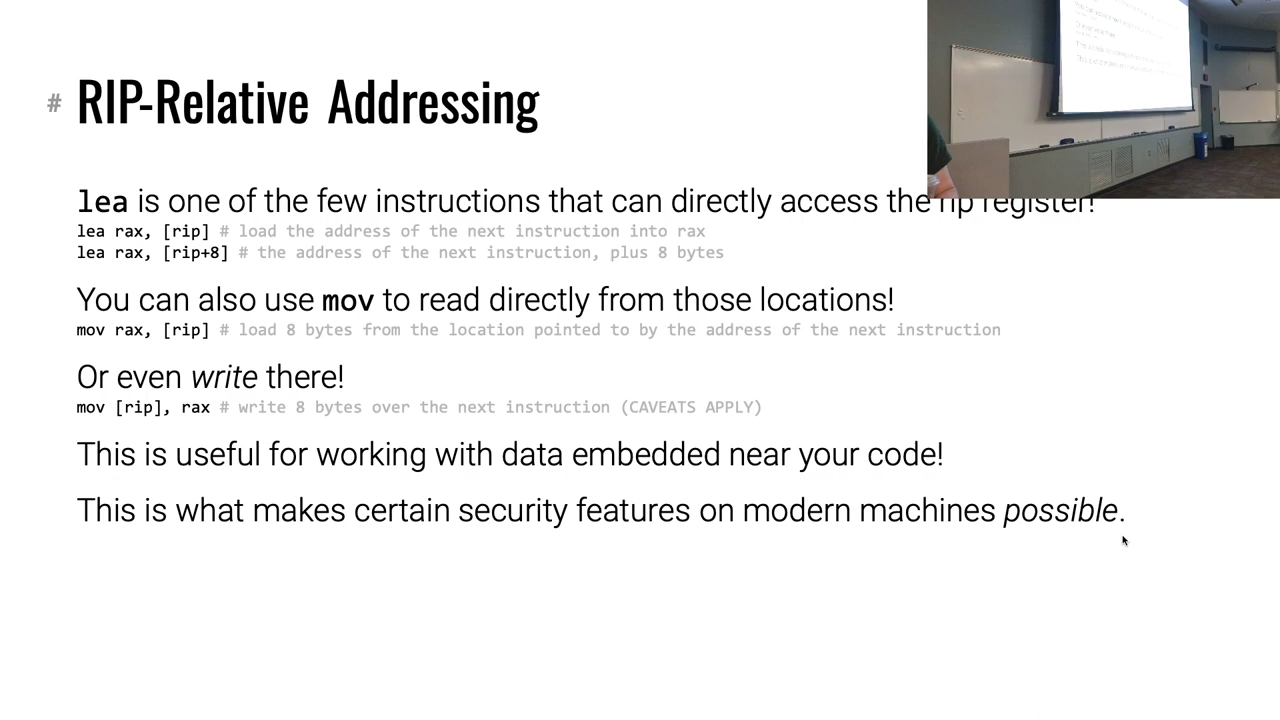 # RIP-Relative Addressing
lea is one of the few instructions that can directly access the rip register!
lea rax, [rip] # load the address of the next instruction into rax
lea rax, [rip+8] # the address of the next instruction, plus 8 bytes
You can also use mov to read directly from those locations!
mov rax, [rip] # load 8 bytes from the location pointed to by the address of the next instruction
Or even write there!
mov [rip], rax # write 8 bytes over the next instruction (CAVEATS APPLY)
This is useful for working with data embedded near your code!
This is what makes certain security features on modern machines possible.